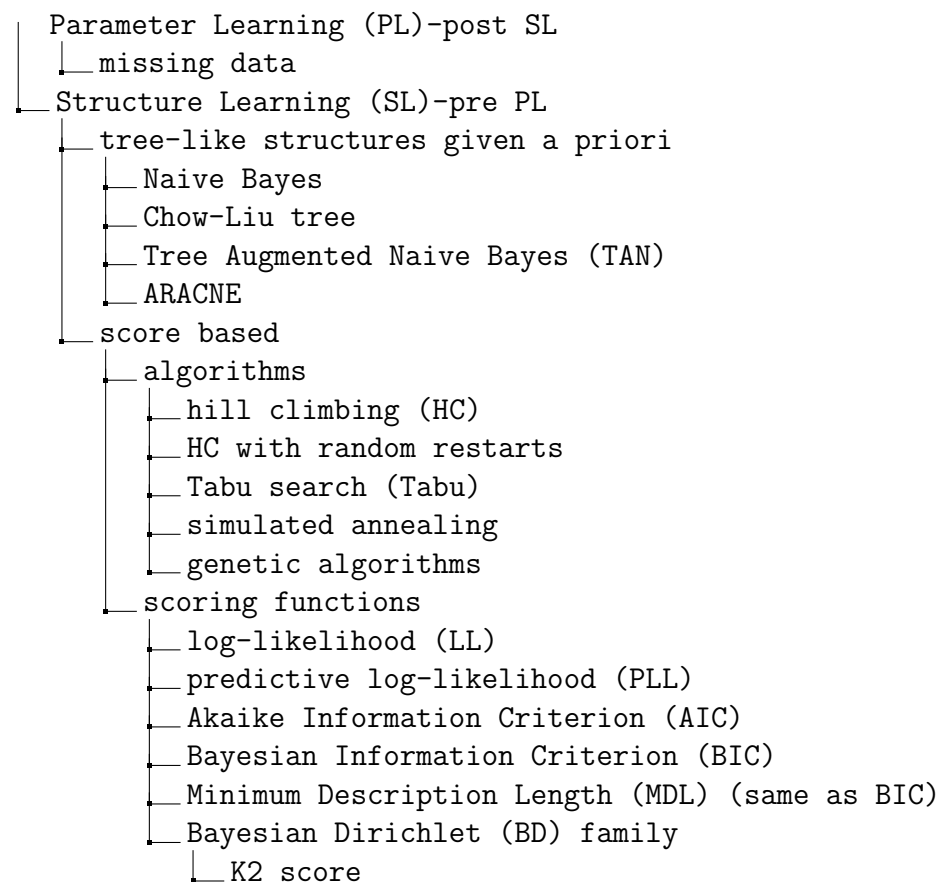 Parameter Learning (PL)-post SL
missing data
Structure Learning (SL)-pre PL
tree-like structures given a priori
Naive Bayes
Chow-Liu tree
Tree Augmented Naive Bayes (TAN)
ARACNE
score based
algorithms
hill climbing (HC)
HC with random restarts
Tabu search (Tabu)
simulated annealing
genetic algorithms
scoring functions
log-likelihood (LL)
predictive log-likelihood (PLL)
Akaike Information Criterion (AIC)
Bayesian Information Criterion (BIC)
Minimum Description Length (MDL) (same as BIC)
Bayesian Dirichlet (BD) family
K2 score